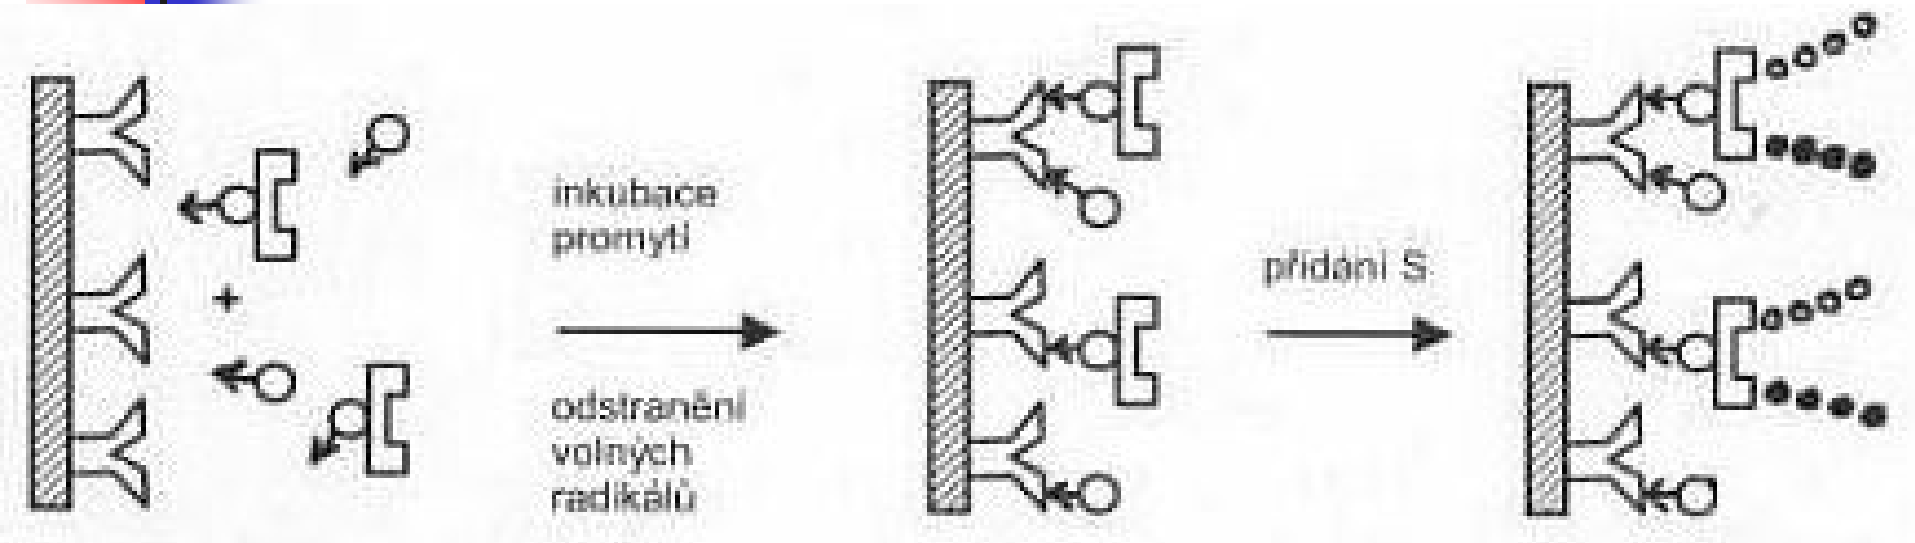 inkubace
promytí
odstranění
volných
radikálů
přidání S
+